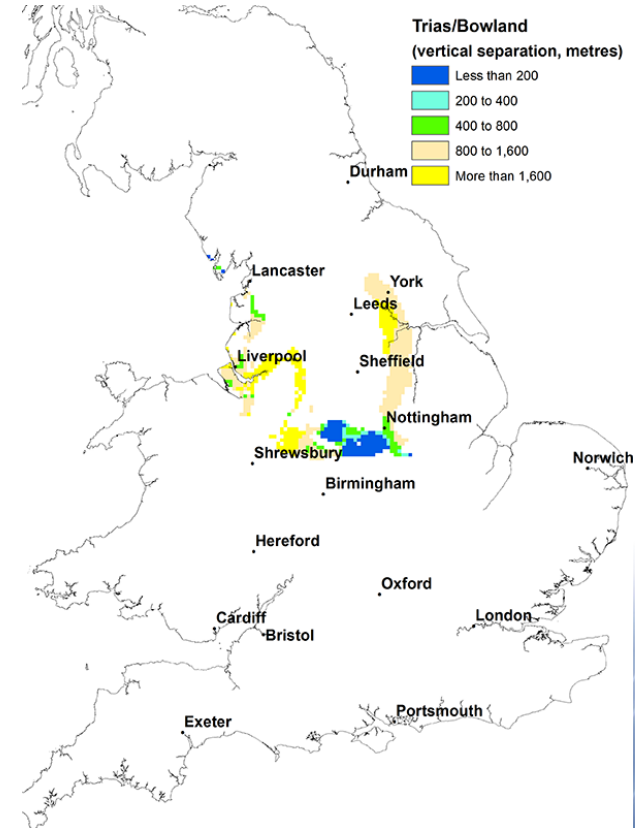 Trias/Bowland
(vertical separation, metres)
Less than 200
200 to 400
400 to 800
800 to 1,600
More than 1,600
Durham
Lancaster
York
Leeds
Liverpool
Sheffield
Nottingham
Shrewsbury
Norwich
Birmingham
Hereford
Oxford
Cardiff
London
Bristol
Portsmouth
Exeter